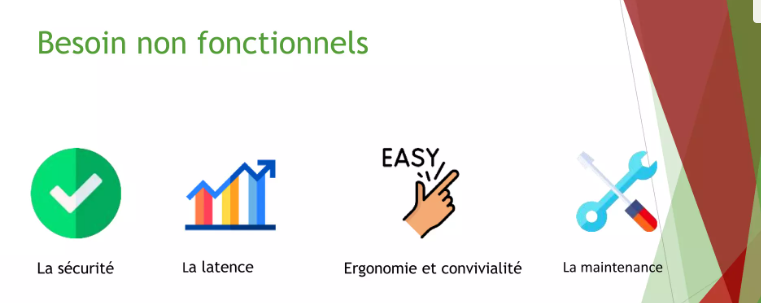 Besoin non fonctionnels
EASY
La sécurité
La latence
Ergonomie et convivialité
La maintenance